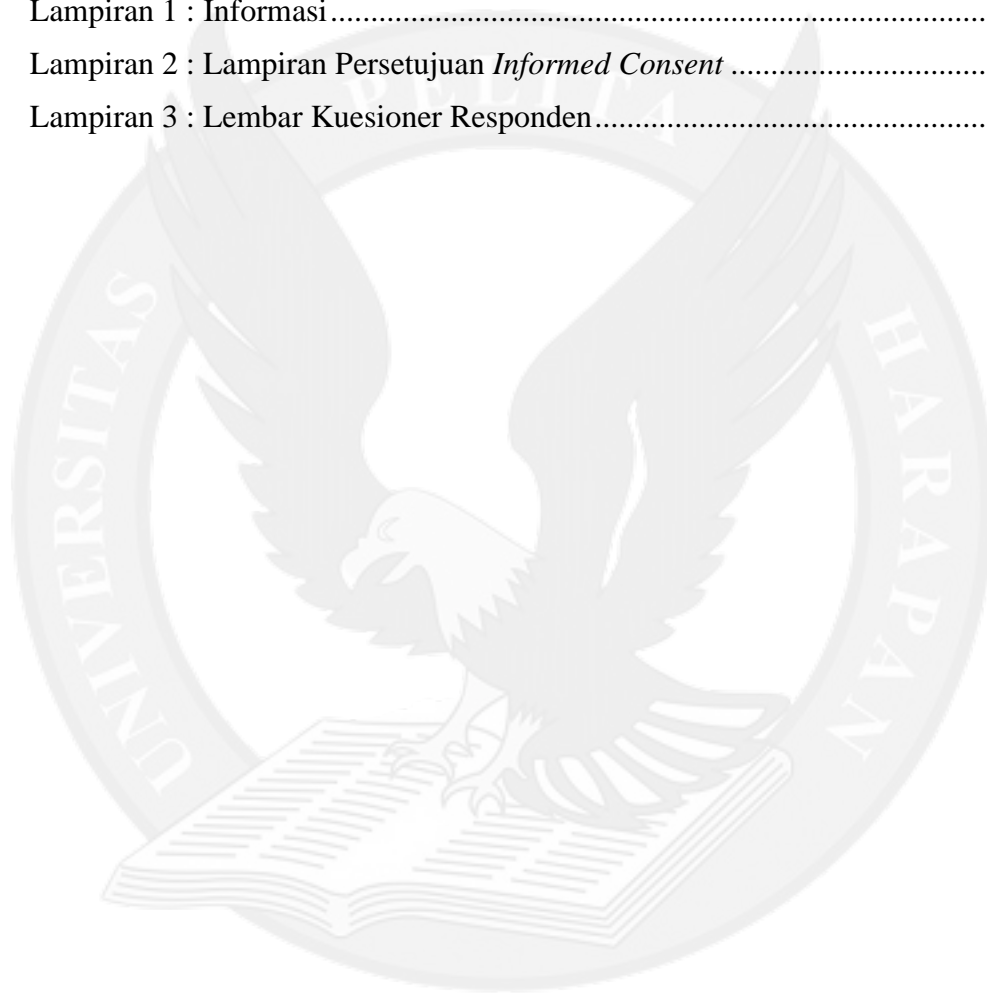 Lampiran 1 : Informasi................................................................................
Lampiran 2 : Lampiran Persetujuan Informed Consent ................................
Lampiran 3 : Lembar Kuesioner Responden................................................
UNIVERSITAS PELITA HARAPAN